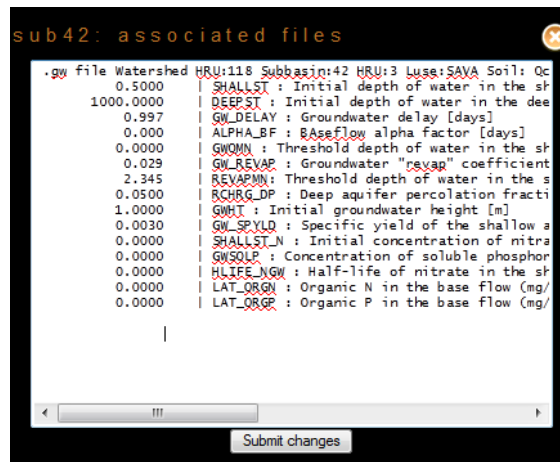 sub42: associated files
.gw file Watershed HRU:118 Subbasin:42 HRU:3 Luse:SAVA Soil: Qc
0.5000 | SHALLST : Initial depth of water in the sh
1000.0000 | DEEPST : Initial depth of water in the dee
0.997 | GW_DELAY : Groundwater delay [days]
0.000 | ALPHA_BF : BAseflow alpha factor [days]
0.0000 | GWQMN : Threshold depth of water in the sh
0.029 | GW_REVAP : Groundwater "revap" coefficient
2.345 | REVAPMN: Threshold depth of water in the s
0.0500 | RCHRG_DP : Deep aquifer percolation fracti
1.0000 | GWHT : Initial groundwater height [m]
0.0030 | GW_SPYLD : Specific yield of the shallow a
0.0000 | SHALLST_N : Initial concentration of nitra
0.0000 | GWSOLP : Concentration of soluble phosphor
0.0000 | HLIFE_NGW : Half-life of nitrate in the sh
0.0000 | LAT_ORGN : Organic N in the base flow (mg/
0.0000 | LAT_ORGP : Organic P in the base flow (mg/
Submit changes